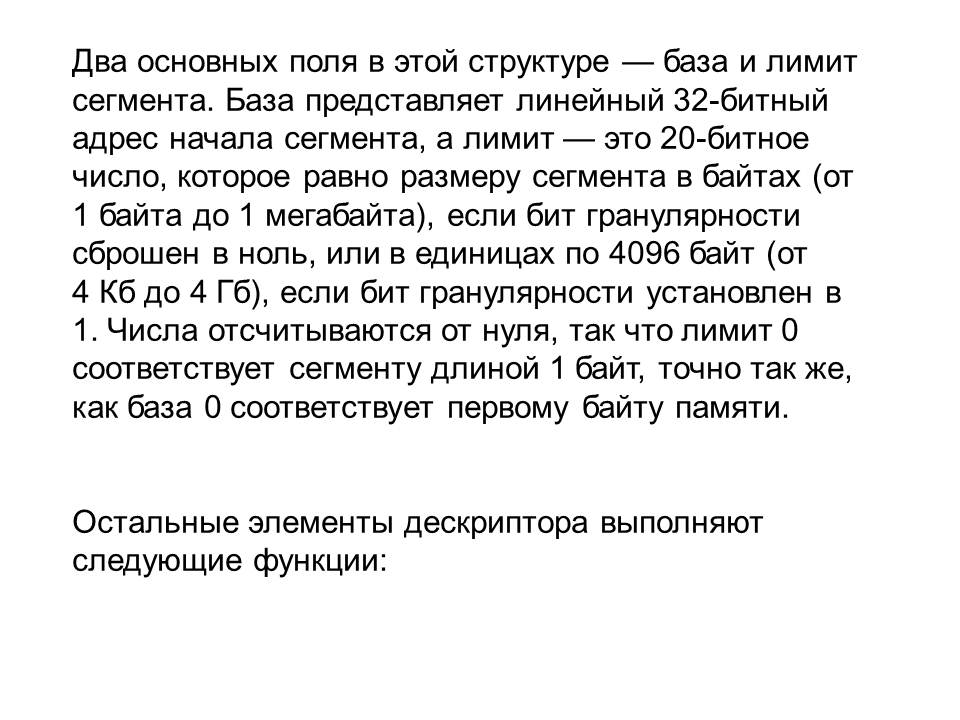 Два основных поля в этой структуре — база и лимит
сегмента. База представляет линейный 32-битный
адрес начала сегмента, а лимит — это 20-битное
число, которое равно размеру сегмента в байтах (от
1 байта до 1 мегабайта), если бит гранулярности
сброшен в ноль, или в единицах по 4096 байт (от
4 Кб до 4 Гб), если бит гранулярности установлен в
1. Числа отсчитываются от нуля, так что лимит 0
соответствует сегменту длиной 1 байт, точно так же,
как база 0 соответствует первому байту памяти.
Остальные элементы дескриптора выполняют
следующие функции: